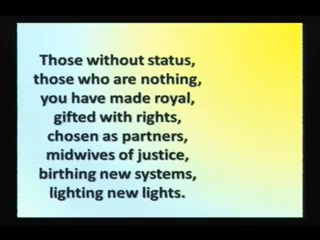 Those without status,
those who are nothing,
you have made royal,
gifted with rights,
chosen as partners,
midwives of justice,
birthing new systems,
lighting new lights.